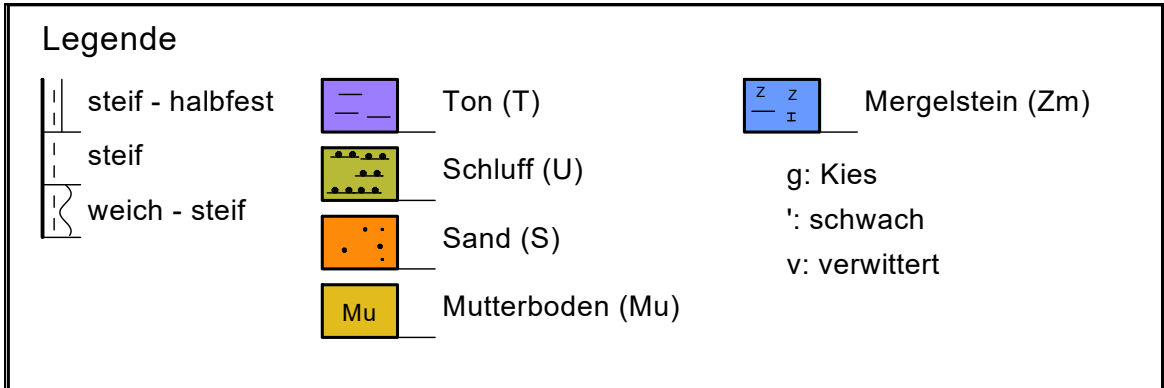 Legende
steif - halbfest
steif
weich - steif
Ton (T)
Schluff (U)
Sand (S)
Mu
Mutterboden (Mu)
z z
Mergelstein (Zm)
g: Kies
': schwach
v: verwittert